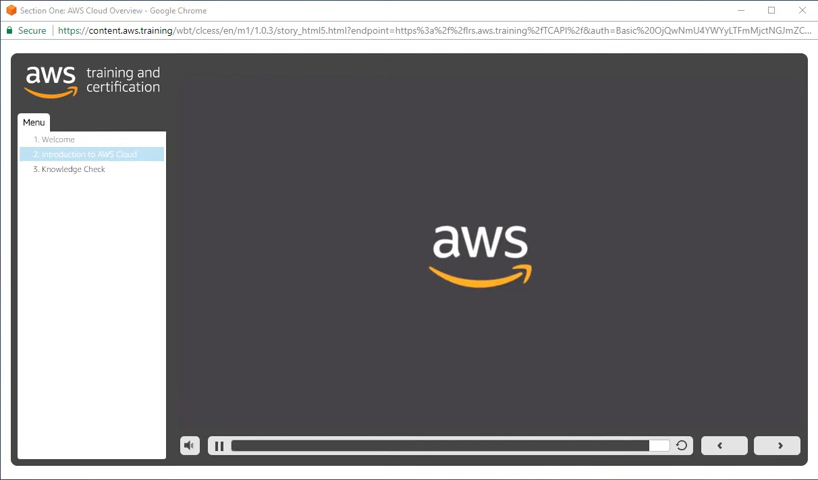 Section One: AWS Cloud Overview - Google Chrome
Secure https://content.aws.training/wbt/clcess/en/m1/1.0.3/story_html5.html?endpoint=https%3a%2f%2flrs.aws.training%2fTCAPI%2f&auth=Basic%20OjQwNmU4YWYyLTFmMjctNGJmZC...
aws training and
certification
Menu
1. Welcome
2. Introduction to AWS Cloud
3. Knowledge Check
aws